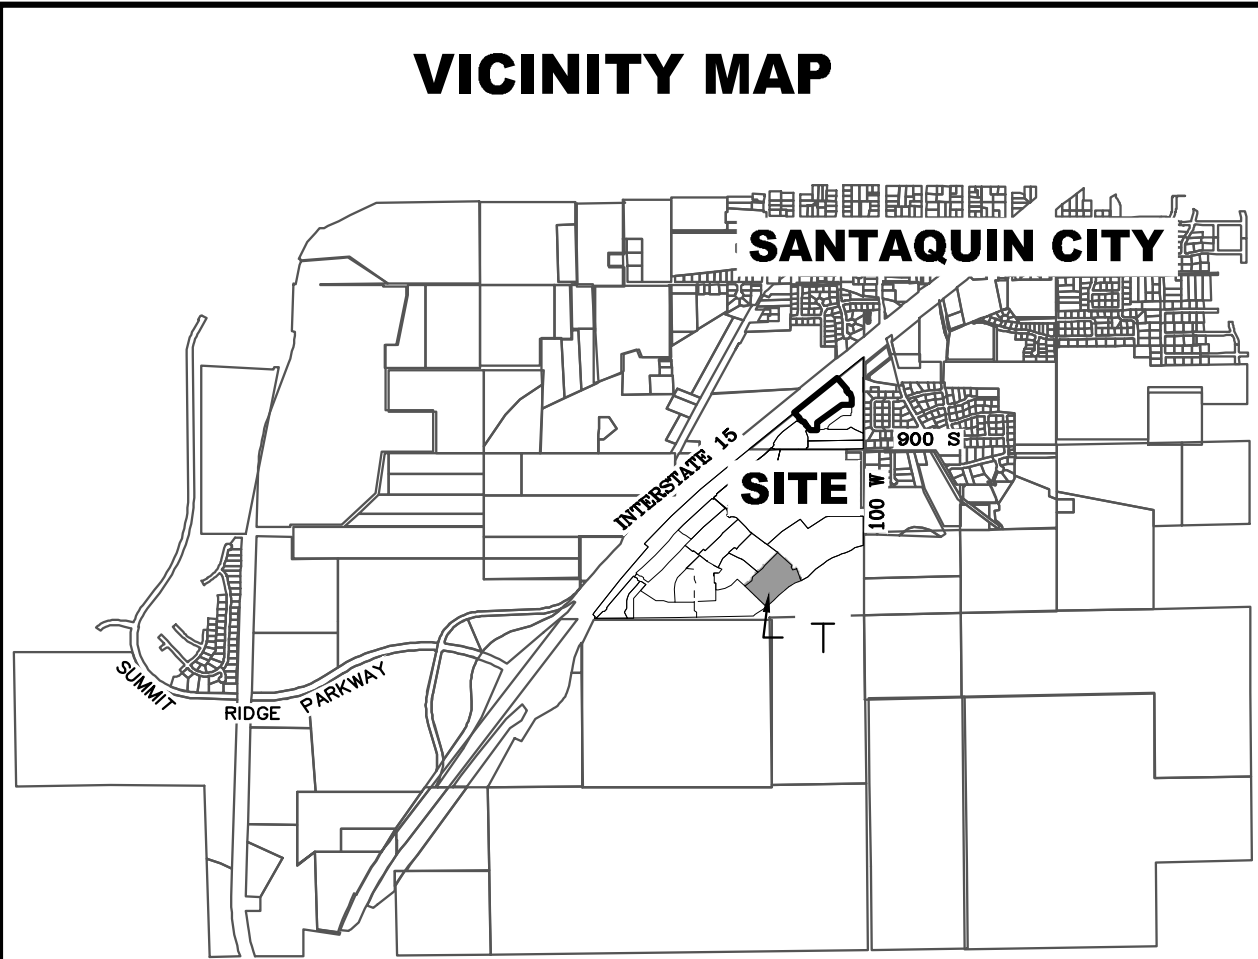 VICINITY MAP
SANTAQUIN CITY
INTERSTATE 15
900 S
SITE
100 W
SUMMIT
RIDGE
PARKWAY